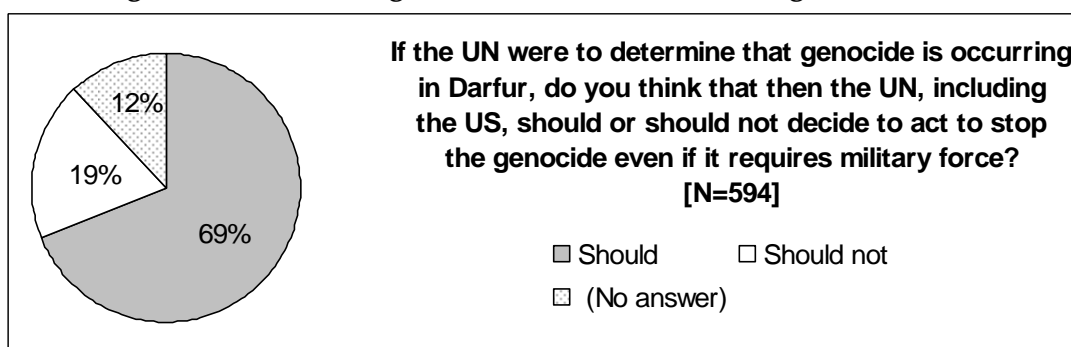 If the UN were to determine that genocide is occurring
in Darfur, do you think that then the UN, including
the US, should or should not decide to act to stop
the genocide even if it requires military force?
[N=594]
12%
19%
69%
Should
Should not
(No answer)